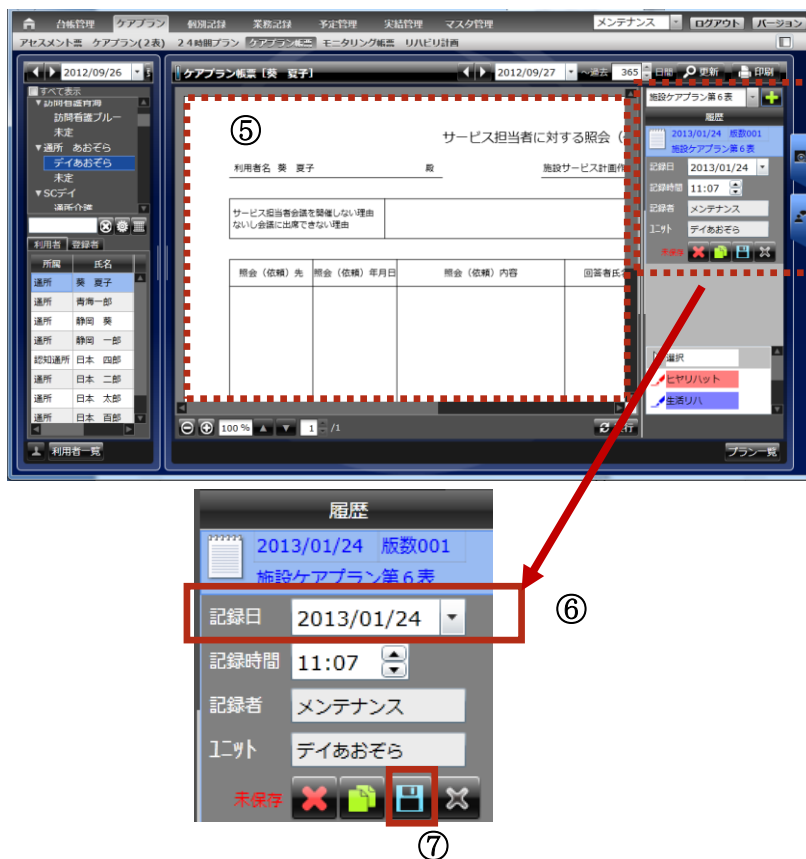 台帳管理 ケアプラン 個別記録 業務記録 予定管理 実績管理 マスタ管理 メンテナンス ログアウト バージョン
アセスメント票 ケアプラン(2表) 24時間プラン ケアプラン帳票 モニタリング帳票 リハビリ計画
2012/09/26
すべて表示
▼訪問看護青海
訪問看護ブルー
未定
▼通所 あおぞら
デイあおぞら
未定
▼SCデイ
通所介護
利用者 登録者
所属 氏名
通所 葵 夏子
通所 青海一郎
通所 静岡 葵
通所 静岡 一郎
認知通所 日本 四郎
通所 日本 二郎
通所 日本 太郎
通所 日本 百郎
利用者一覧
ケアプラン帳票 [葵 夏子] 2012/09/27 ~過去 365 日間 更新 印刷
⑤
サービス担当者に対する照会（
利用者名 葵 夏子 殿 施設サービス計画作
サービス担当者会議を開催しない理由
ないし会議に出席できない理由
照会（依頼）先 照会（依頼）年月日 照会（依頼）内容 回答者氏名
100 % 1 /1
施設ケアプラン第6表
履歴
2013/01/24 版数001
施設ケアプラン第6表
記録日 2013/01/24
記録時間 11:07
記録者 メンテナンス
ユニット デイあおぞら
未保存
選択
ヒヤリハット
生活リハ
プラン一覧
履歴
2013/01/24 版数001
施設ケアプラン第6表
記録日 2013/01/24
⑥
記録時間 11:07
記録者 メンテナンス
ユニット デイあおぞら
未保存
⑦